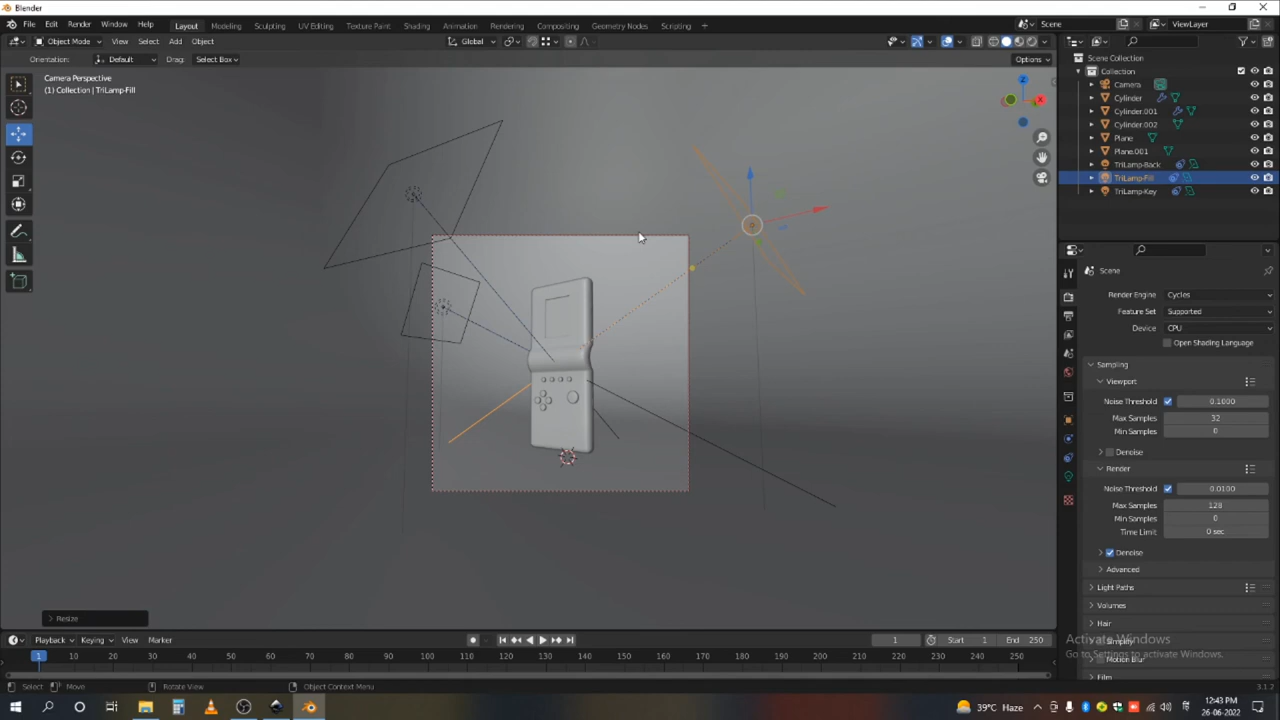 Blender
File Edit Render Window Help Layout Modeling Sculpting UV Editing Texture Paint Shading Animation Rendering Compositing Geometry Nodes Scripting + Scene ViewLayer
Object Mode View Select Add Object Global
Orientation: Default Drag: Select Box Options
Camera Perspective
(1) Collection | TriLamp-Fill
Z
X
Scene Collection
Collection
Camera
Cylinder
Cylinder.001
Cylinder.002
Plane
Plane.001
TriLamp-Back
TriLamp-Fill
TriLamp-Key
Scene
Render Engine Cycles
Feature Set Supported
Device CPU
Open Shading Language
Sampling
Viewport
Noise Threshold 0.1000
Max Samples 32
Min Samples 0
Denoise
Render
Noise Threshold 0.0100
Max Samples 128
Min Samples 0
Time Limit 0 sec
Denoise
Advanced
Light Paths
Volumes
Hair
Simplify
Motion Blur
Film
Activate Windows
Go to Settings to activate Windows.
Resize
Playback Keying View Marker 1 Start 1 End 250
1 10 20 30 40 50 60 70 80 90 100 110 120 130 140 150 160 170 180 190 200 210 220 230 240 250
Select Move Rotate View Object Context Menu 3.1.2
39°C Haze 12:43 PM
26-06-2022